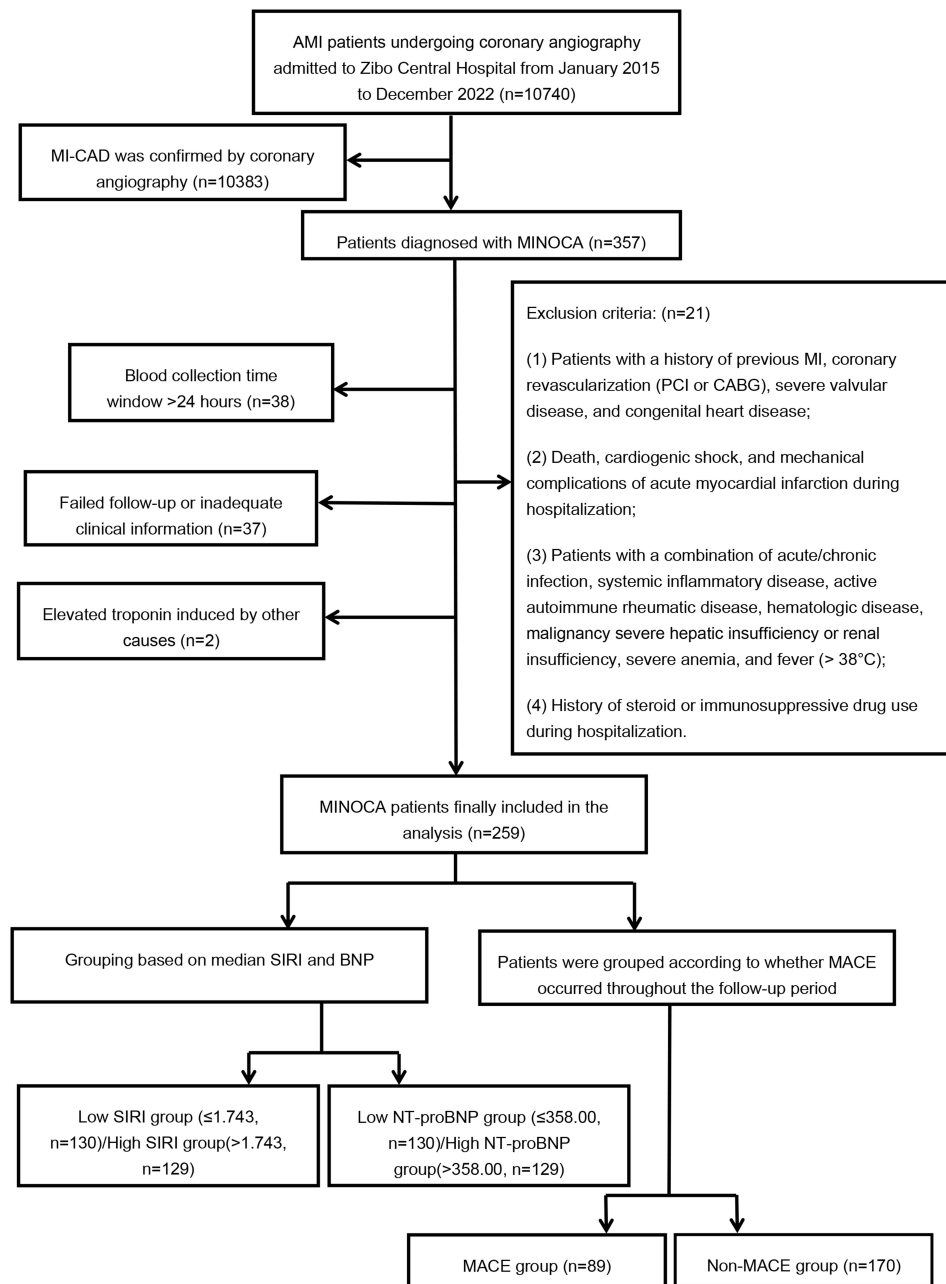 AMI patients undergoing coronary angiography
admitted to Zibo Central Hospital from January 2015
to December 2022 (n=10740)
MI-CAD was confirmed by coronary
angiography (n=10383)
Patients diagnosed with MINOCA (n=357)
Blood collection time
window >24 hours (n=38)
Failed follow-up or inadequate
clinical information (n=37)
Elevated troponin induced by other
causes (n=2)
Exclusion criteria: (n=21)
(1) Patients with a history of previous MI, coronary
revascularization (PCI or CABG), severe valvular
disease, and congenital heart disease;
(2) Death, cardiogenic shock, and mechanical
complications of acute myocardial infarction during
hospitalization;
(3) Patients with a combination of acute/chronic
infection, systemic inflammatory disease, active
autoimmune rheumatic disease, hematologic disease,
malignancy severe hepatic insufficiency or renal
insufficiency, severe anemia, and fever (> 38°C);
(4) History of steroid or immunosuppressive drug use
during hospitalization.
MINOCA patients finally included in the
analysis (n=259)
Grouping based on median SIRI and BNP
Patients were grouped according to whether MACE
occurred throughout the follow-up period
Low SIRI group (≤1.743,
n=130)/High SIRI group(>1.743,
n=129)
Low NT-proBNP group (≤358.00,
n=130)/High NT-proBNP
group(>358.00, n=129)
MACE group (n=89)
Non-MACE group (n=170)